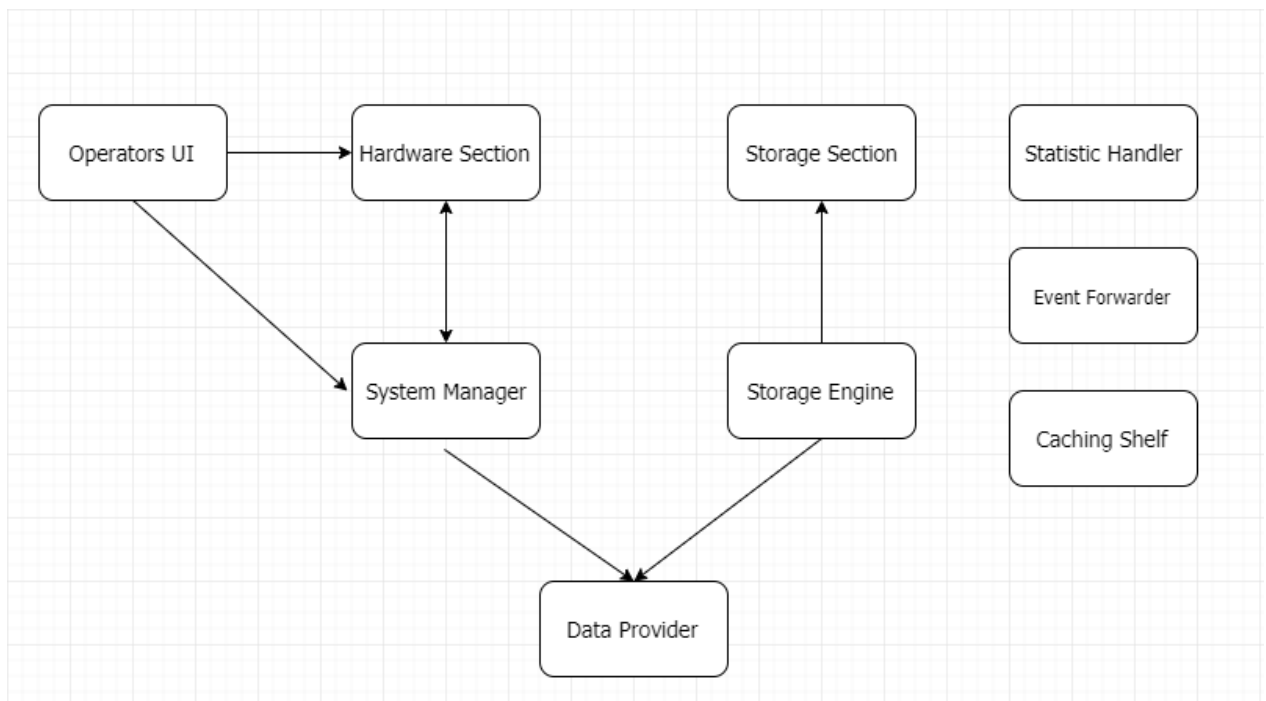 Operators UI
Hardware Section
Storage Section
Statistic Handler
Event Forwarder
System Manager
Storage Engine
Caching Shelf
Data Provider